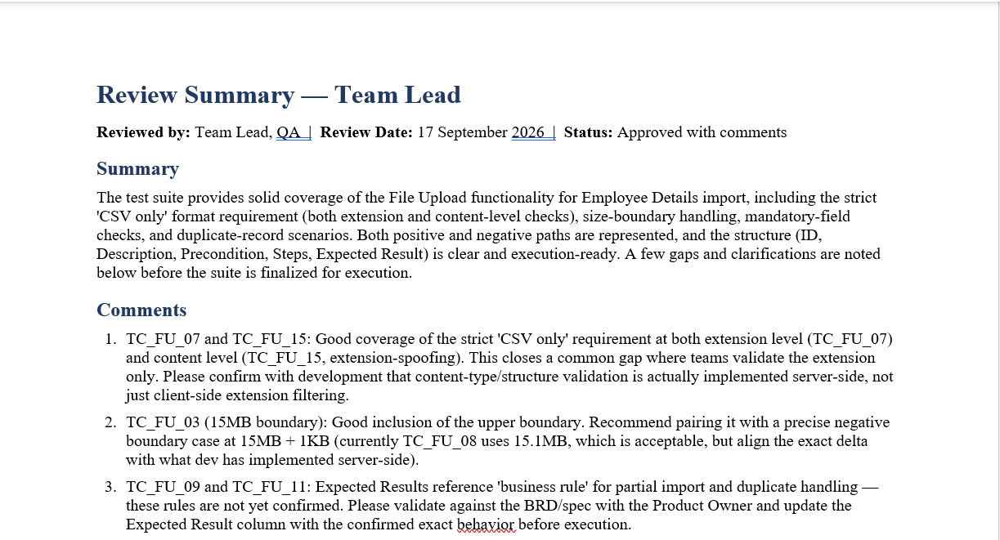 Review Summary — Team Lead
Reviewed by: Team Lead, QA | Review Date: 17 September 2026 | Status: Approved with comments
Summary
The test suite provides solid coverage of the File Upload functionality for Employee Details import, including the strict
'CSV only' format requirement (both extension and content-level checks), size-boundary handling, mandatory-field
checks, and duplicate-record scenarios. Both positive and negative paths are represented, and the structure (ID,
Description, Precondition, Steps, Expected Result) is clear and execution-ready. A few gaps and clarifications are noted
below before the suite is finalized for execution.
Comments
1. TC_FU_07 and TC_FU_15: Good coverage of the strict 'CSV only' requirement at both extension level (TC_FU_07)
and content level (TC_FU_15, extension-spoofing). This closes a common gap where teams validate the extension
only. Please confirm with development that content-type/structure validation is actually implemented server-side, not
just client-side extension filtering.
2. TC_FU_03 (15MB boundary): Good inclusion of the upper boundary. Recommend pairing it with a precise negative
boundary case at 15MB + 1KB (currently TC_FU_08 uses 15.1MB, which is acceptable, but align the exact delta
with what dev has implemented server-side).
3. TC_FU_09 and TC_FU_11: Expected Results reference 'business rule' for partial import and duplicate handling —
these rules are not yet confirmed. Please validate against the BRD/spec with the Product Owner and update the
Expected Result column with the confirmed exact behavior before execution.